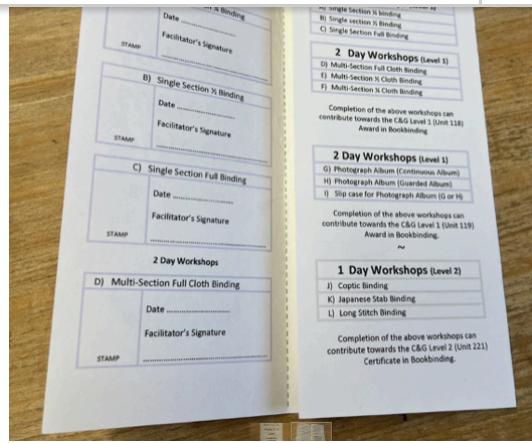 Binding
Date
Facilitator's Signature
STAMP
B) Single Section ½ Binding
Date
Facilitator's Signature
STAMP
C) Single Section Full Binding
Date
Facilitator's Signature
STAMP
2 Day Workshops
D) Multi-Section Full Cloth Binding
Date
Facilitator's Signature
STAMP
Single Section ¼ Binding
B) Single section ½ Binding
C) Single Section Full Binding
2 Day Workshops (Level 1)
D) Multi-Section Full Cloth Binding
E) Multi-Section Cloth Binding
F) Multi-Section Cloth Binding
Completion of the above workshops can
contribute towards the C&G Level 1 (Unit 118)
Award in Bookbinding
2 Day Workshops (Level 1)
G) Photograph Album (Continuous Album)
H) Photograph Album (Guarded Album)
I) Slip case for Photograph Album (G or H)
Completion of the above workshops can
contribute towards the C&G Level 1 (Unit 119)
Award in Bookbinding.
~
1 Day Workshops (Level 2)
J) Coptic Binding
K) Japanese Stab Binding
L) Long Stitch Binding
Completion of the above workshops can
contribute towards the C&G Level 2 (Unit 221)
Certificate in Bookbinding.